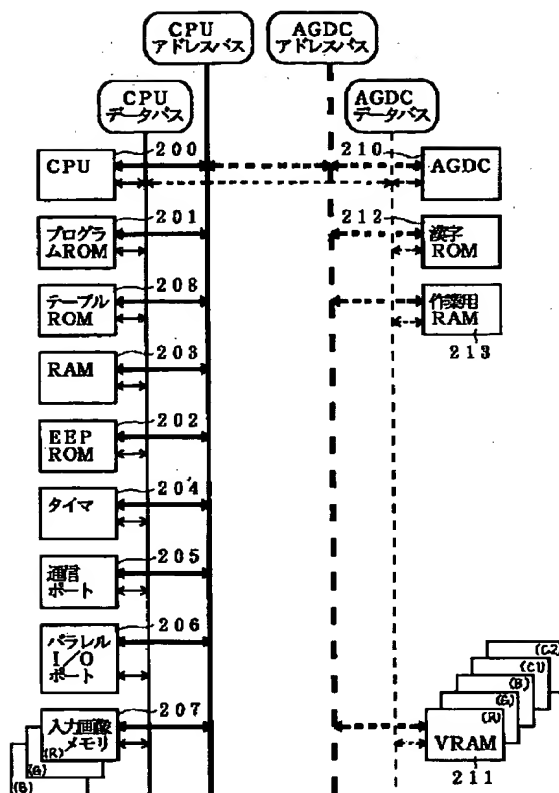 CPU
アドレスバス
AGDC
アドレスバス
CPU
データバス
AGDC
データバス
200
CPU
210
AGDC
201
プログラ
ムROM
212
漢字
ROM
208
テーブル
ROM
作業用
RAM
213
203
RAM
202
EEP
ROM
204
タイマ
205
通信
ポート
206
パラレル
I/O
ポート
207
入力画像
メモリ
(R)
(G)
(B)
(C2)
(C1)
(B)
(G)
(R)
VRAM
211